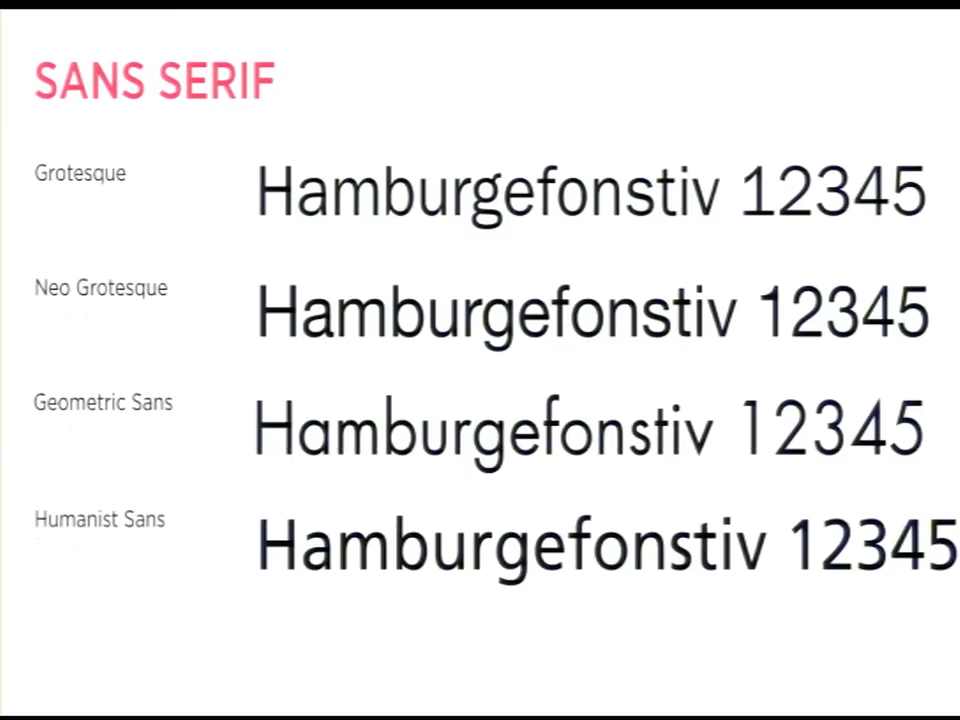 SANS SERIF
Grotesque Hamburgefonstiv 12345
Neo Grotesque Hamburgefonstiv 12345
Geometric Sans Hamburgefonstiv 12345
Humanist Sans Hamburgefonstiv 12345